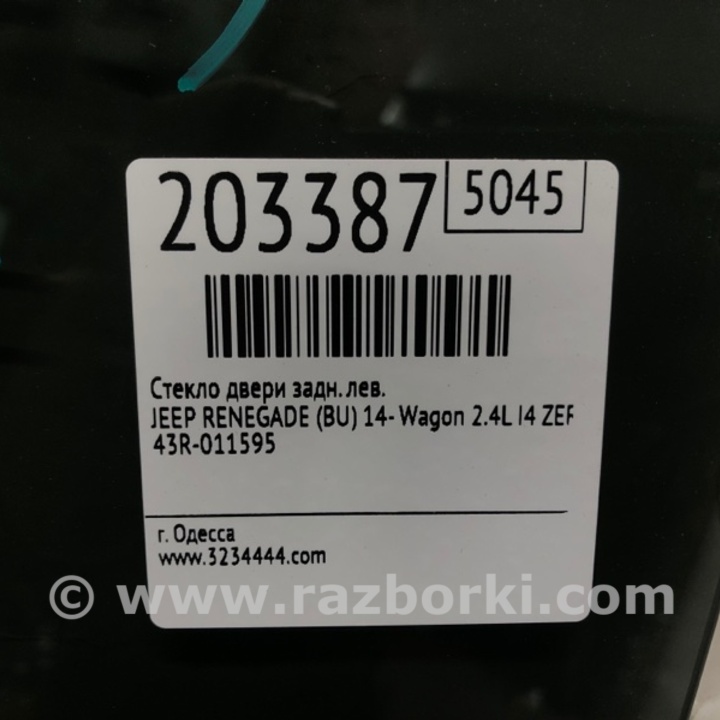 203387 5045
Стекло двери задн.лев.
JEEP RENEGADE (BU) 14- Wagon 2.4L I4 ZER
43R-011595
г. Одесса
www.3234444.com
© www.razborki.com